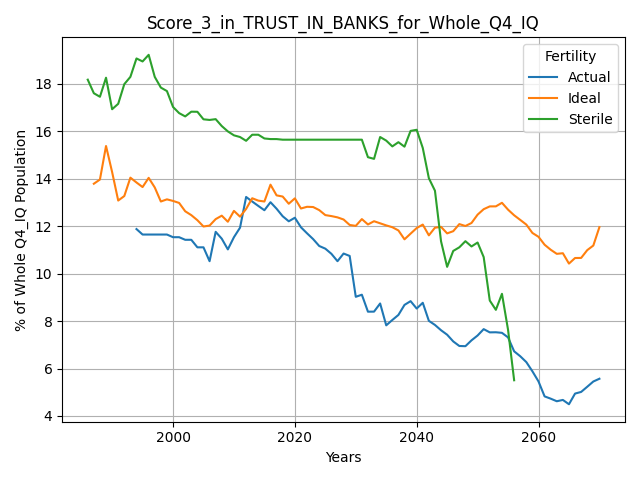 Score_3_in_TRUST_IN_BANKS_for_Whole_Q4_IQ
Fertility
Actual
Ideal
Sterile
% of Whole Q4_IQ Population
18
16
14
12
10
8
6
4
2000 2020 2040 2060
Years